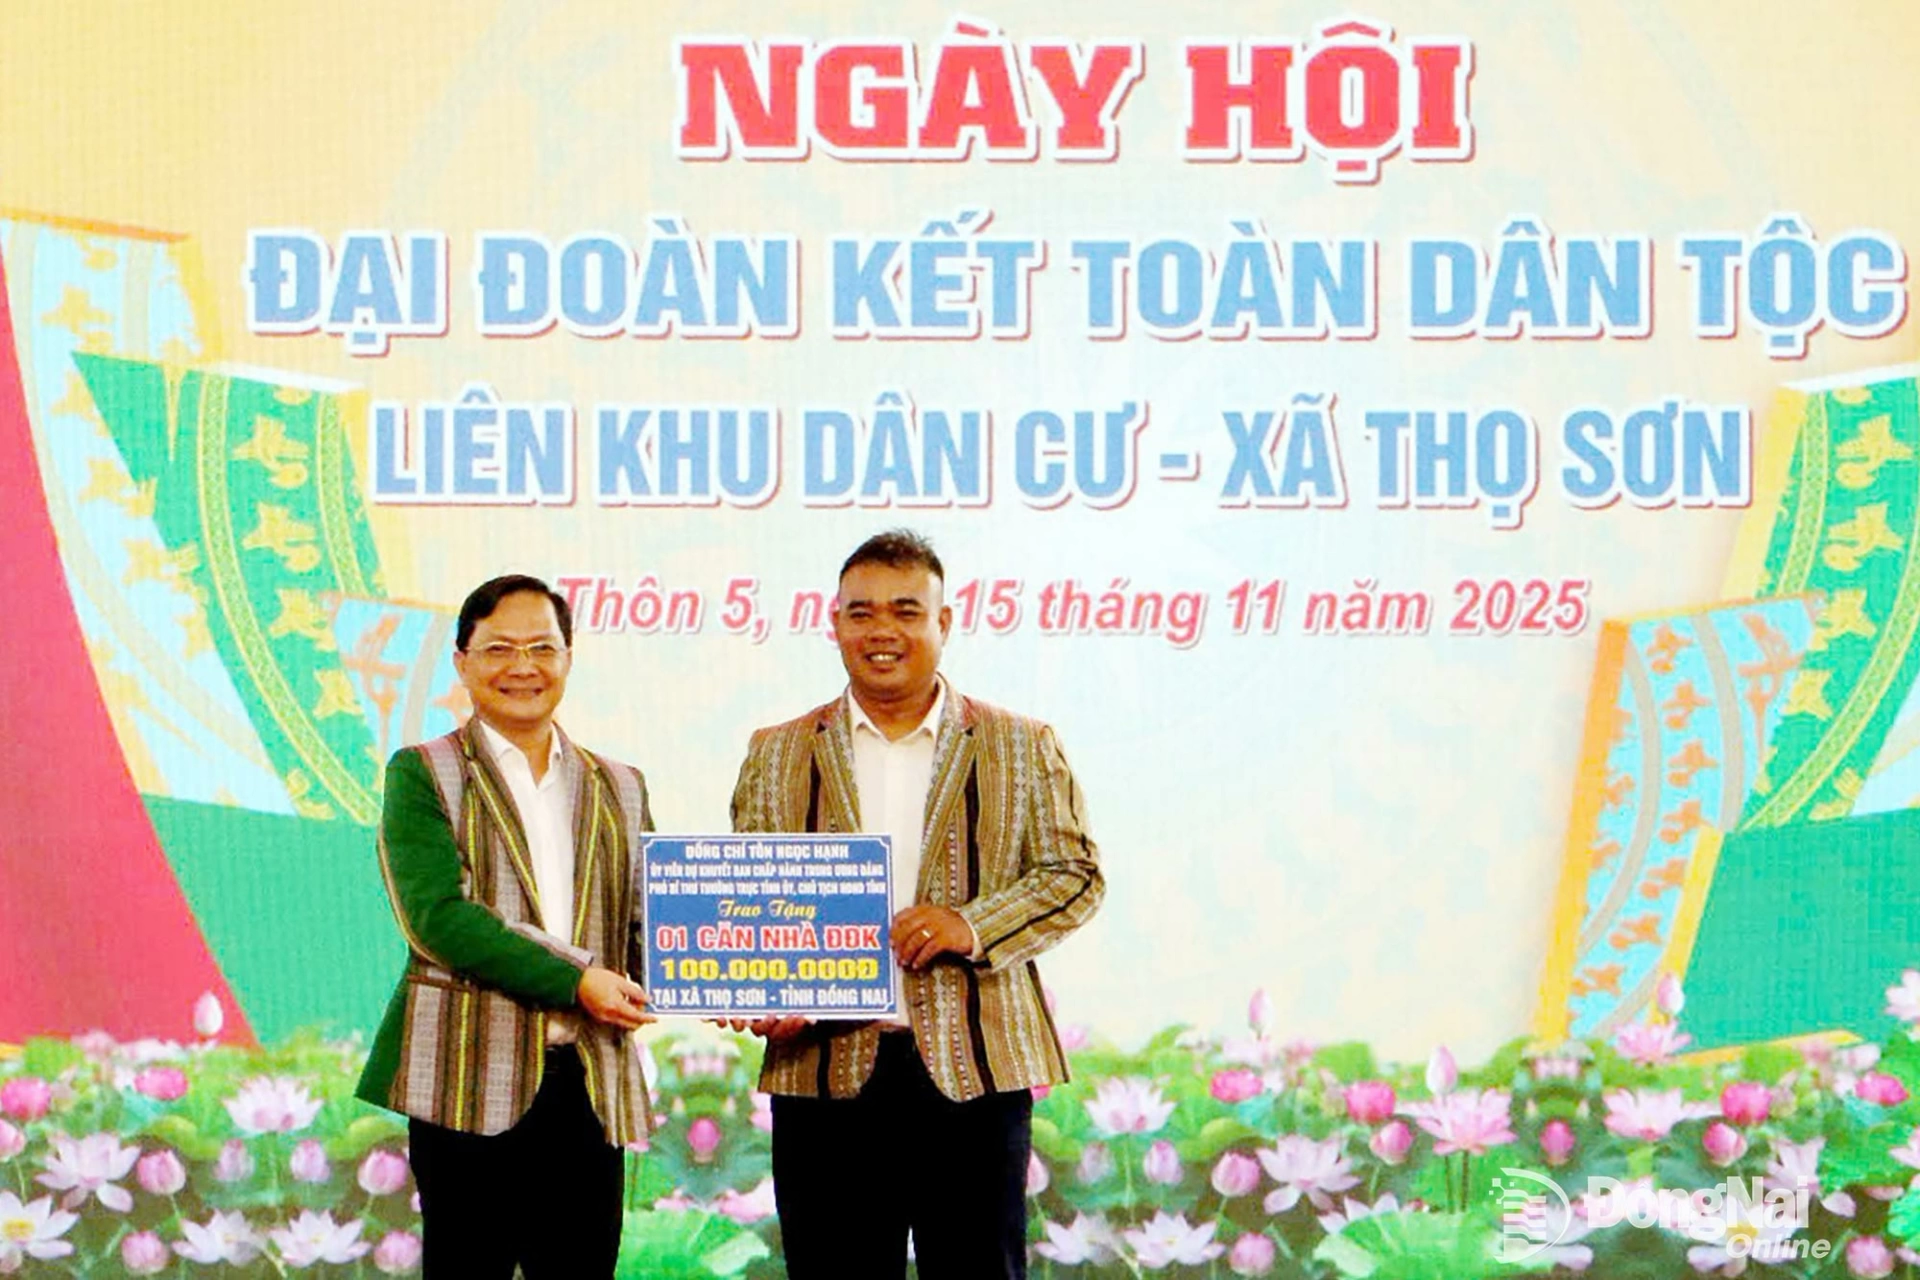 NGÀY HỘI
ĐẠI ĐOÀN KẾT TOÀN DÂN TỘC
LIÊN KHU DÂN CƯ - XÃ THỌ SƠN
Thôn 5, 15 tháng 11 năm 2025
ĐỒNG CHÍ TÔN NGỌC HẠNH
ỦY VIÊN DỰ KHUYẾT BAN CHẤP HÀNH TRUNG ƯƠNG ĐẢNG
PHÓ BÍ THƯ THƯỜNG TRỰC TỈNH ỦY, CHỦ TỊCH HĐND TỈNH
Trao Tặng
01 CĂN NHÀ ĐĐK
100.000.000Đ
TẠI XÃ THỌ SƠN - TỈNH ĐỒNG NAI
ĐồngNai
Online